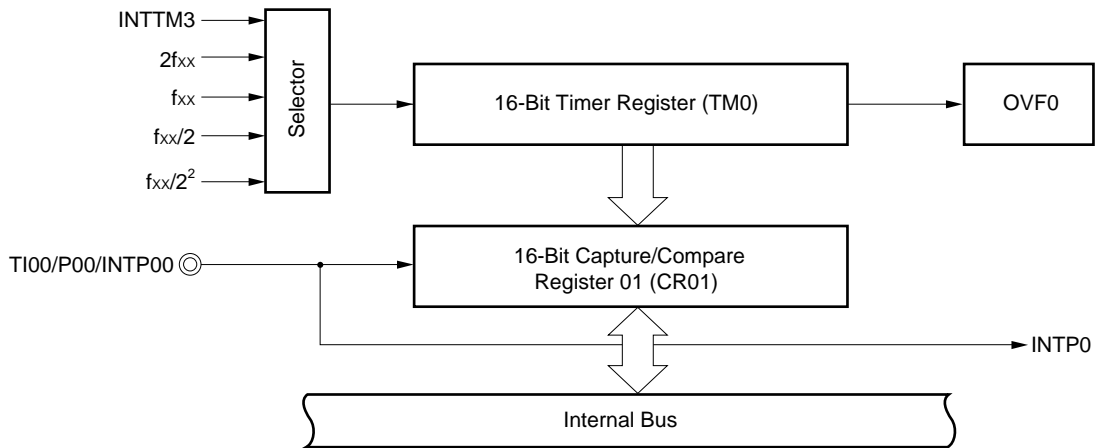 INTTM3
2fxx
fxx
fxx/2
fxx/2²
Selector
16-Bit Timer Register (TM0)
OVF0
TI00/P00/INTP00
16-Bit Capture/Compare
Register 01 (CR01)
INTP0
Internal Bus